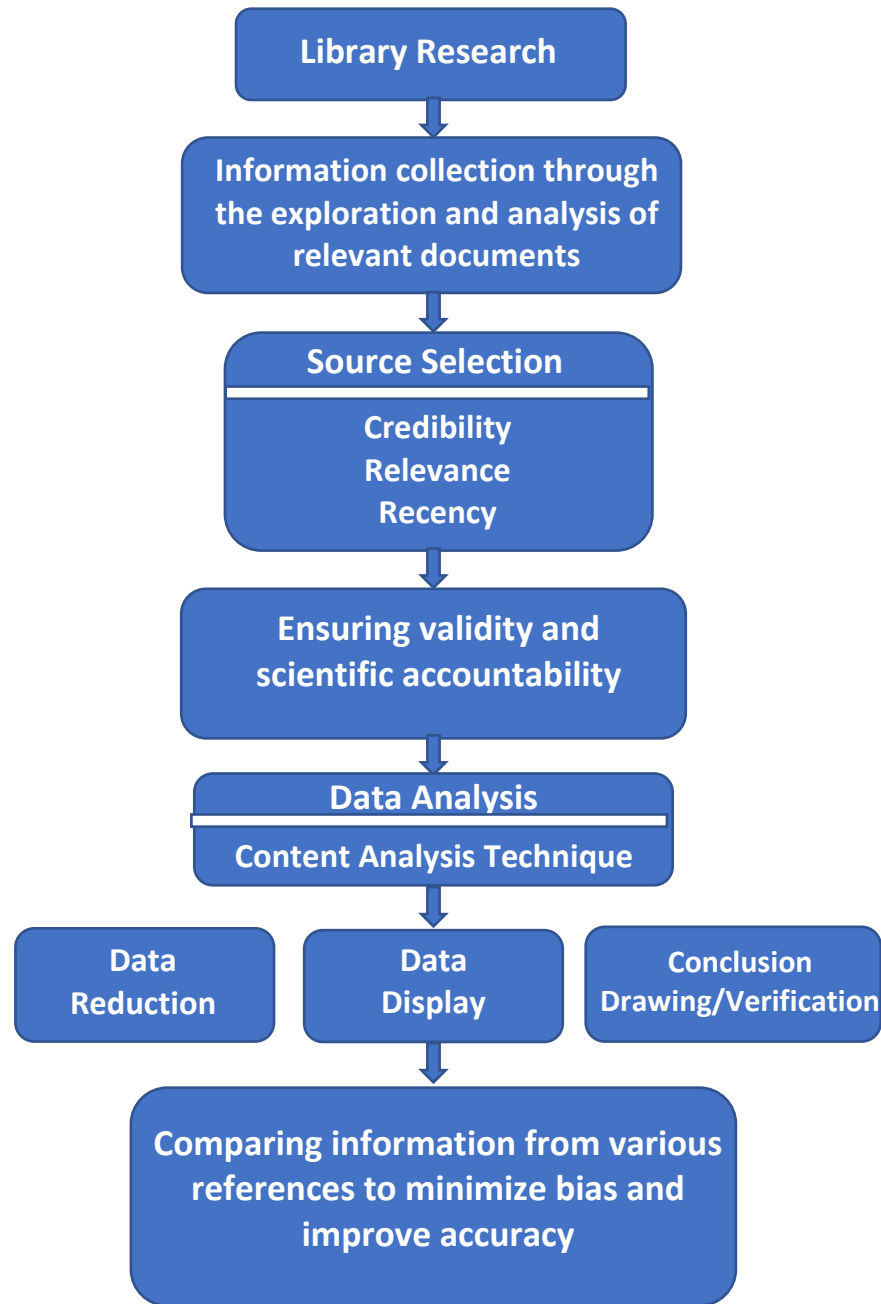 Library Research
Information collection through
the exploration and analysis of
relevant documents
Source Selection
Credibility
Relevance
Recency
Ensuring validity and
scientific accountability
Data Analysis
Content Analysis Technique
Data
Reduction
Data
Display
Conclusion
Drawing/Verification
Comparing information from various
references to minimize bias and
improve accuracy